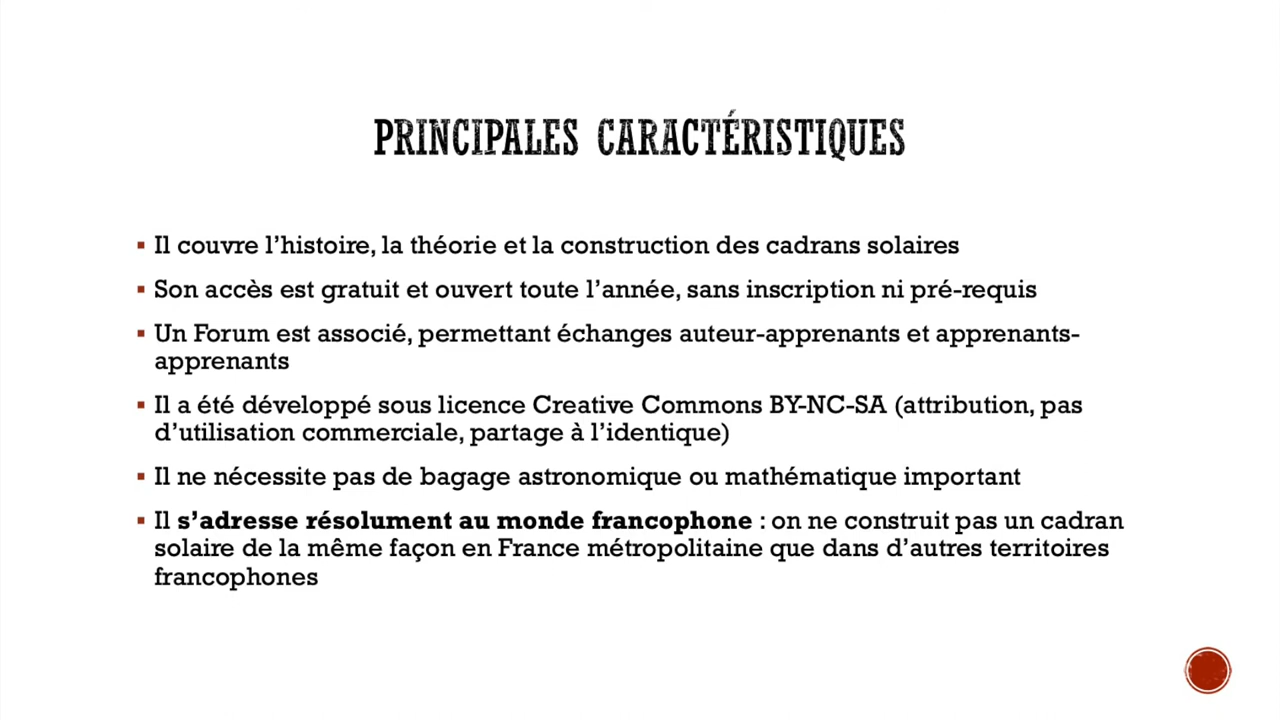 PRINCIPALES CARACTÉRISTIQUES
▪ Il couvre l’histoire, la théorie et la construction des cadrans solaires
▪ Son accès est gratuit et ouvert toute l’année, sans inscription ni pré-requis
▪ Un Forum est associé, permettant échanges auteur-apprenants et apprenants-
apprenants
▪ Il a été développé sous licence Creative Commons BY-NC-SA (attribution, pas
d’utilisation commerciale, partage à l’identique)
▪ Il ne nécessite pas de bagage astronomique ou mathématique important
▪ Il s’adresse résolument au monde francophone : on ne construit pas un cadran
solaire de la même façon en France métropolitaine que dans d’autres territoires
francophones